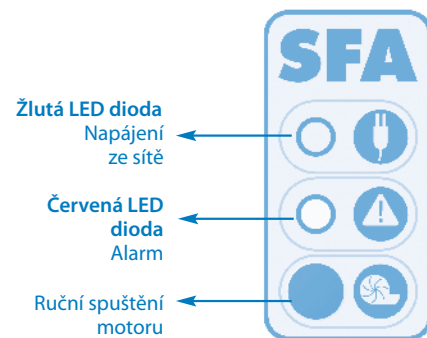 SFA
Žlutá LED dioda
Napájení
ze sítě
Červená LED
dioda
Alarm
Ruční spuštění
motoru